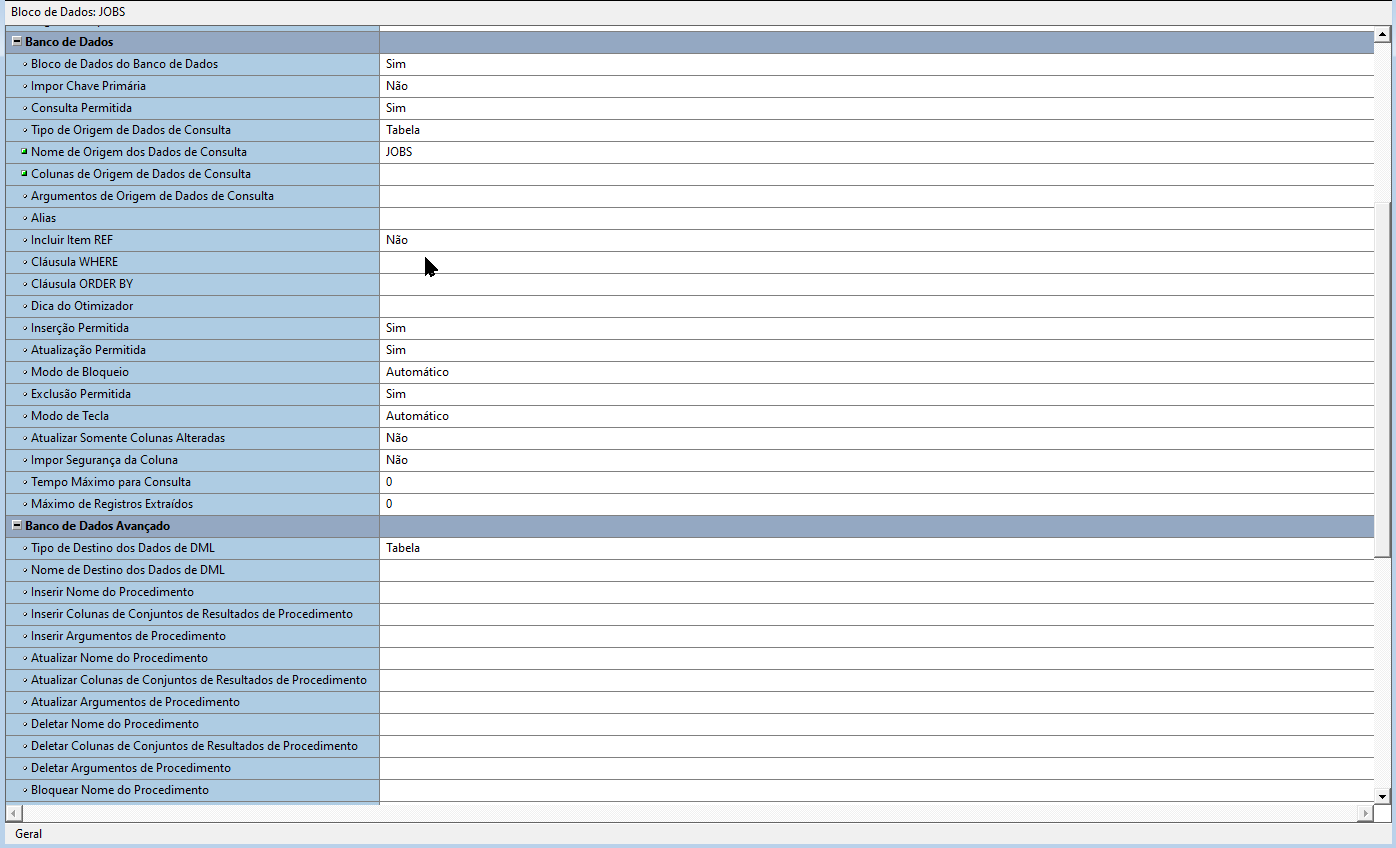 Bloco de Dados: JOBS
Banco de Dados
Bloco de Dados do Banco de Dados Sim
Impor Chave Primária Não
Consulta Permitida Sim
Tipo de Origem de Dados de Consulta Tabela
Nome de Origem dos Dados de Consulta JOBS
Colunas de Origem de Dados de Consulta
Argumentos de Origem de Dados de Consulta
Alias
Incluir Item REF Não
Cláusula WHERE
Cláusula ORDER BY
Dica do Otimizador
Inserção Permitida Sim
Atualização Permitida Sim
Modo de Bloqueio Automático
Exclusão Permitida Sim
Modo de Tecla Automático
Atualizar Somente Colunas Alteradas Não
Impor Segurança da Coluna Não
Tempo Máximo para Consulta 0
Máximo de Registros Extraídos 0
Banco de Dados Avançado
Tipo de Destino dos Dados de DML Tabela
Nome de Destino dos Dados de DML
Inserir Nome do Procedimento
Inserir Colunas de Conjuntos de Resultados de Procedimento
Inserir Argumentos de Procedimento
Atualizar Nome do Procedimento
Atualizar Colunas de Conjuntos de Resultados de Procedimento
Atualizar Argumentos de Procedimento
Deletar Nome do Procedimento
Deletar Colunas de Conjuntos de Resultados de Procedimento
Deletar Argumentos de Procedimento
Bloquear Nome do Procedimento
Geral